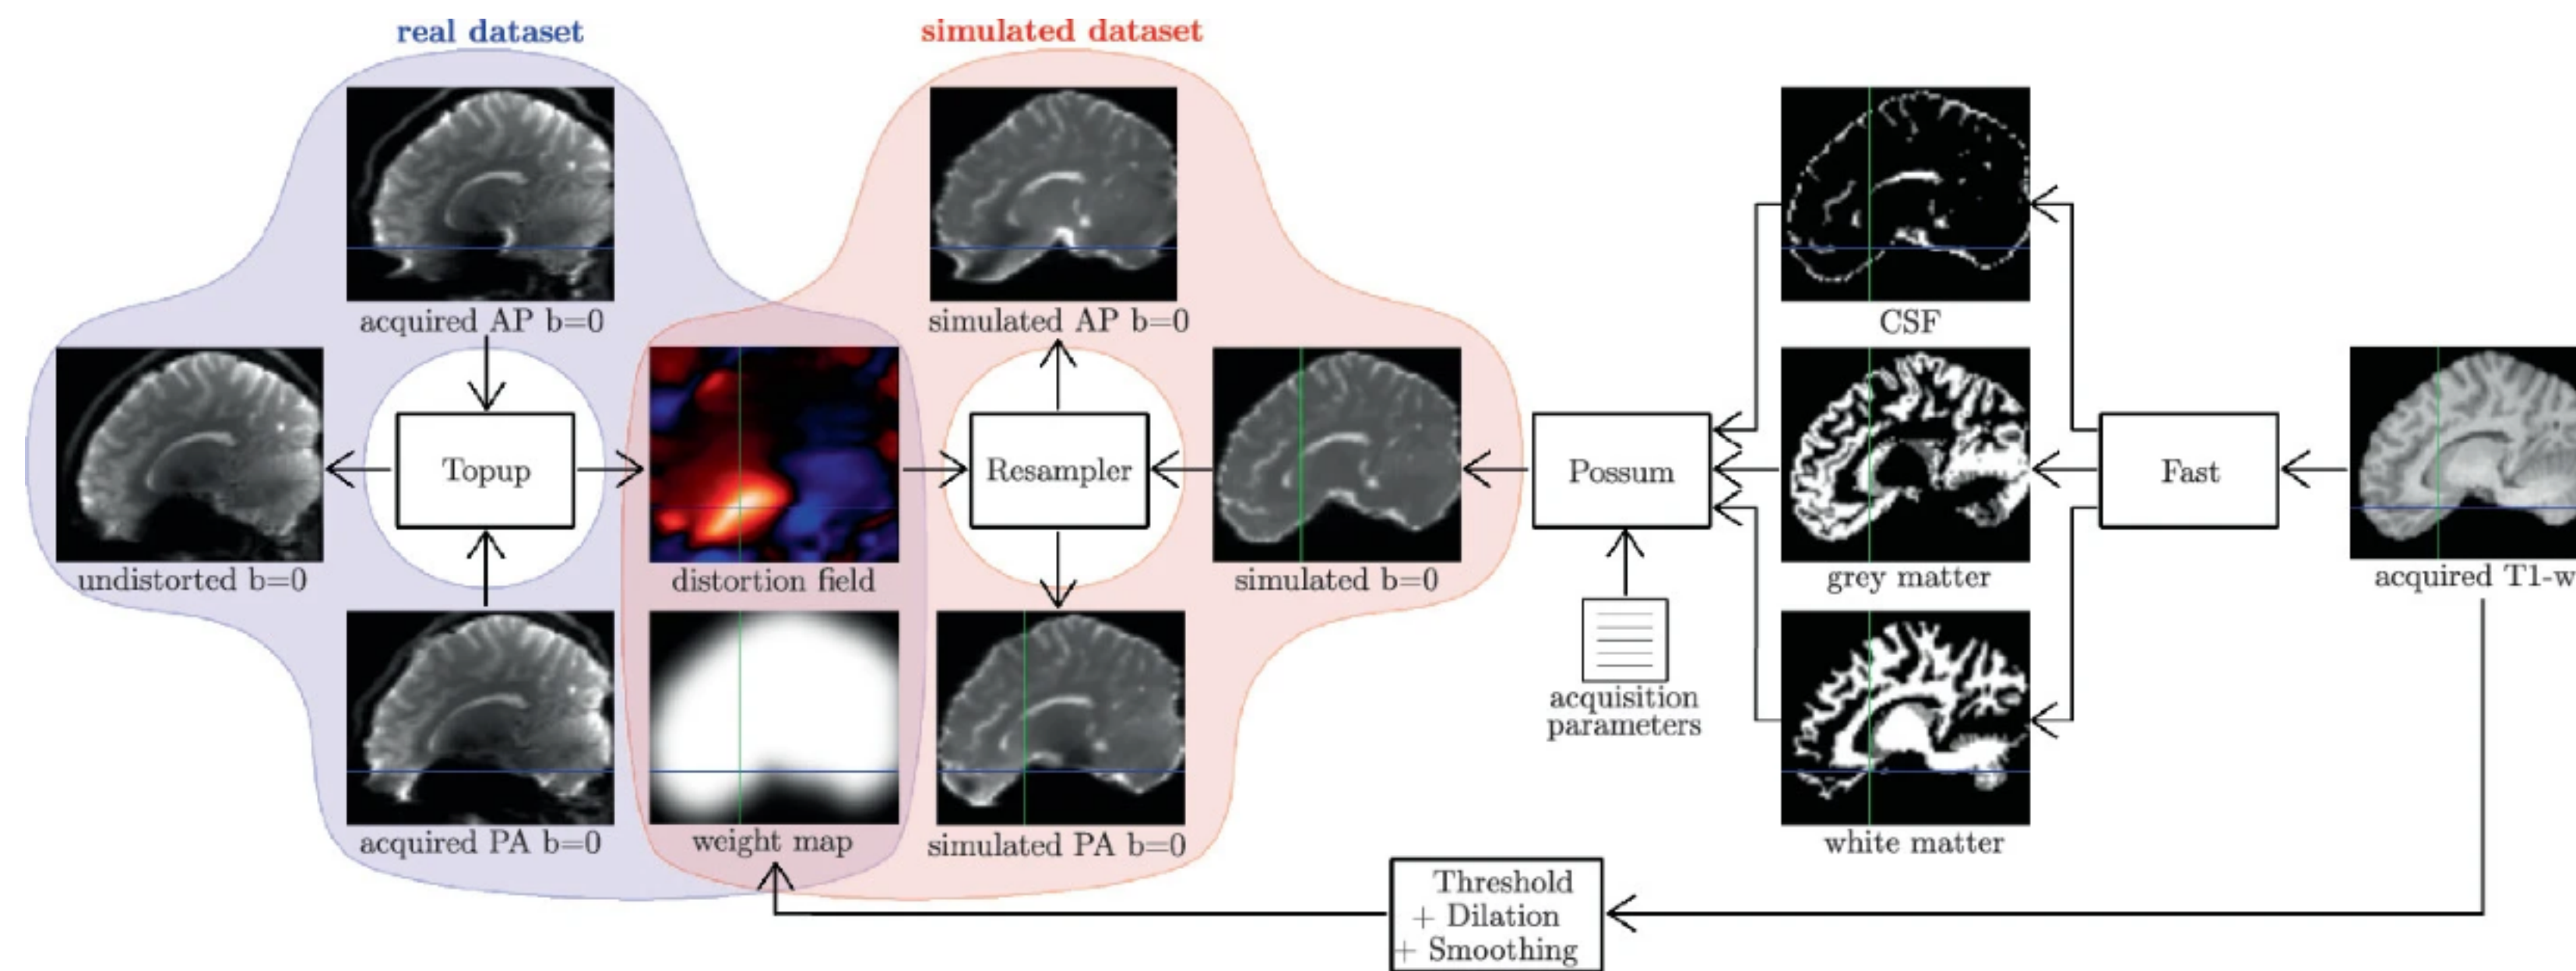 real dataset
simulated dataset
acquired AP b=0
simulated AP b=0
CSF
Topup
Resampler
Possum
Fast
undistorted b=0
distortion field
simulated b=0
grey matter
acquired T1-w
acquisition
parameters
acquired PA b=0
weight map
simulated PA b=0
white matter
Threshold
+ Dilation
+ Smoothing